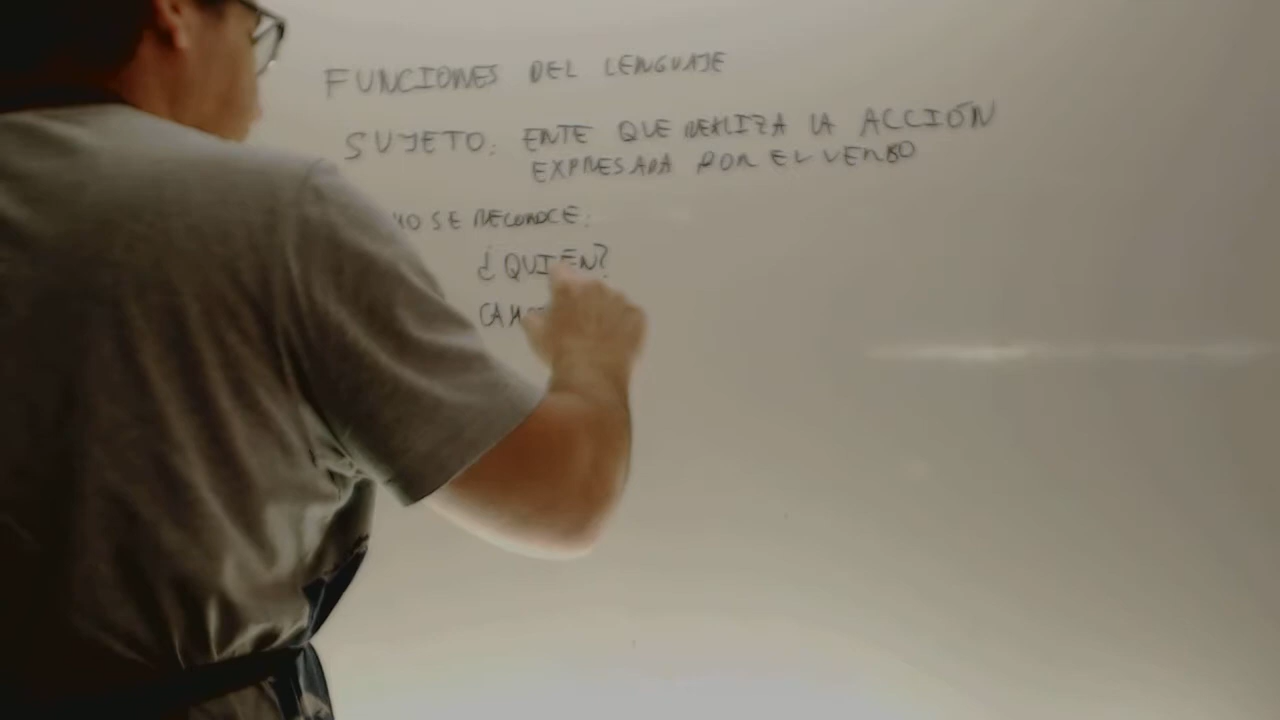 FUNCIONES DEL LENGUAJE
SUJETO: ENTE QUE REALIZA LA ACCIÓN
EXPRESADA POR EL VERBO
SE RECONOCE:
¿QUIEN?